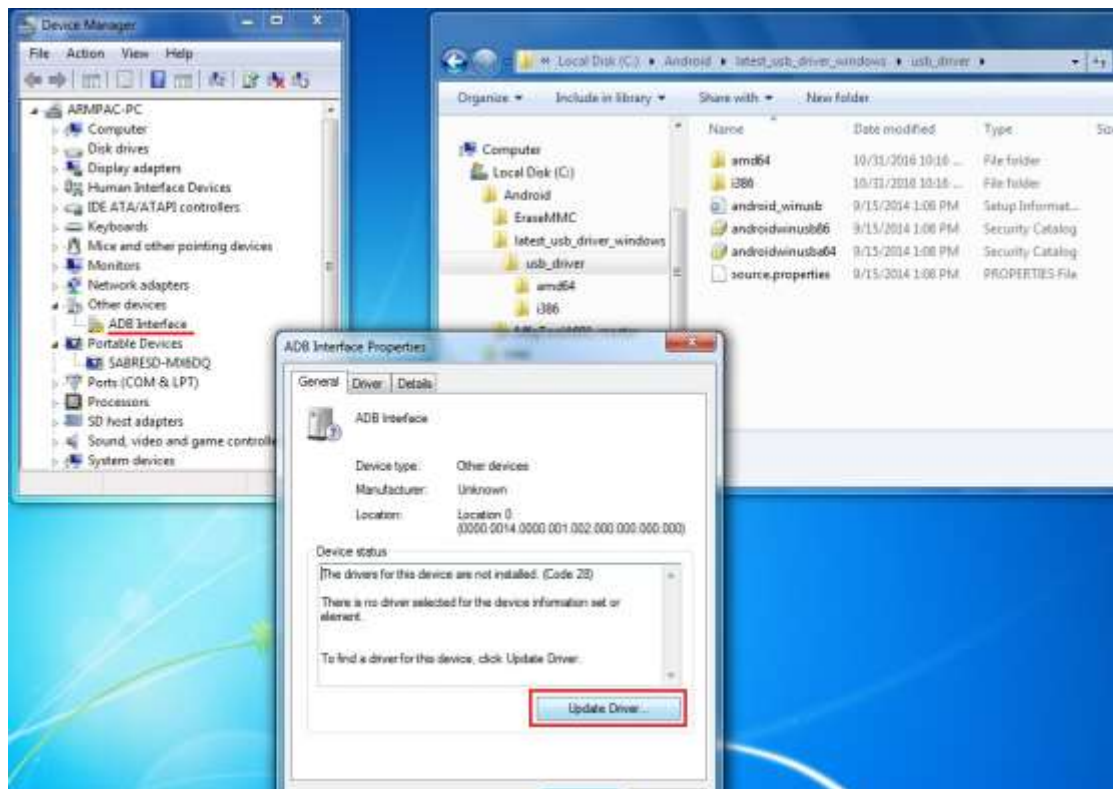 Device Manager
File Action View Help
ARMPAC-PC
Computer
Disk drives
Display adapters
Human Interface Devices
IDE ATA/ATAPI controllers
Keyboards
Mice and other pointing devices
Monitors
Network adapters
Other devices
ADB Interface
Portable Devices
SABRESD-MX6DQ
Ports (COM & LPT)
Processors
SD host adapters
Sound, video and game controlle
System devices
Local Disk (C:) Android latest_usb_driver_windows usb_driver
Organize Include in library Share with New folder
Computer
Local Disk (C:)
Android
EraseMMC
latest_usb_driver_windows
usb_driver
amd64
i386
Name Date modified Type
amd64 10/31/2016 10:16 ... File folder
i386 10/31/2016 10:16 ... File folder
android_winusb 9/15/2014 1:08 PM Setup Informat...
androidwinusb86 9/15/2014 1:08 PM Security Catalog
androidwinusba64 9/15/2014 1:08 PM Security Catalog
source.properties 9/15/2014 1:08 PM PROPERTIES File
ADB Interface Properties
General Driver Details
ADB Interface
Device type: Other devices
Manufacturer: Unknown
Location: Location 0
(0000.0014.0000.001.002.000.000.000.000)
Device status
The drivers for this device are not installed. (Code 28)
There is no driver selected for the device information set or
element.
To find a driver for this device, click Update Driver.
Update Driver...